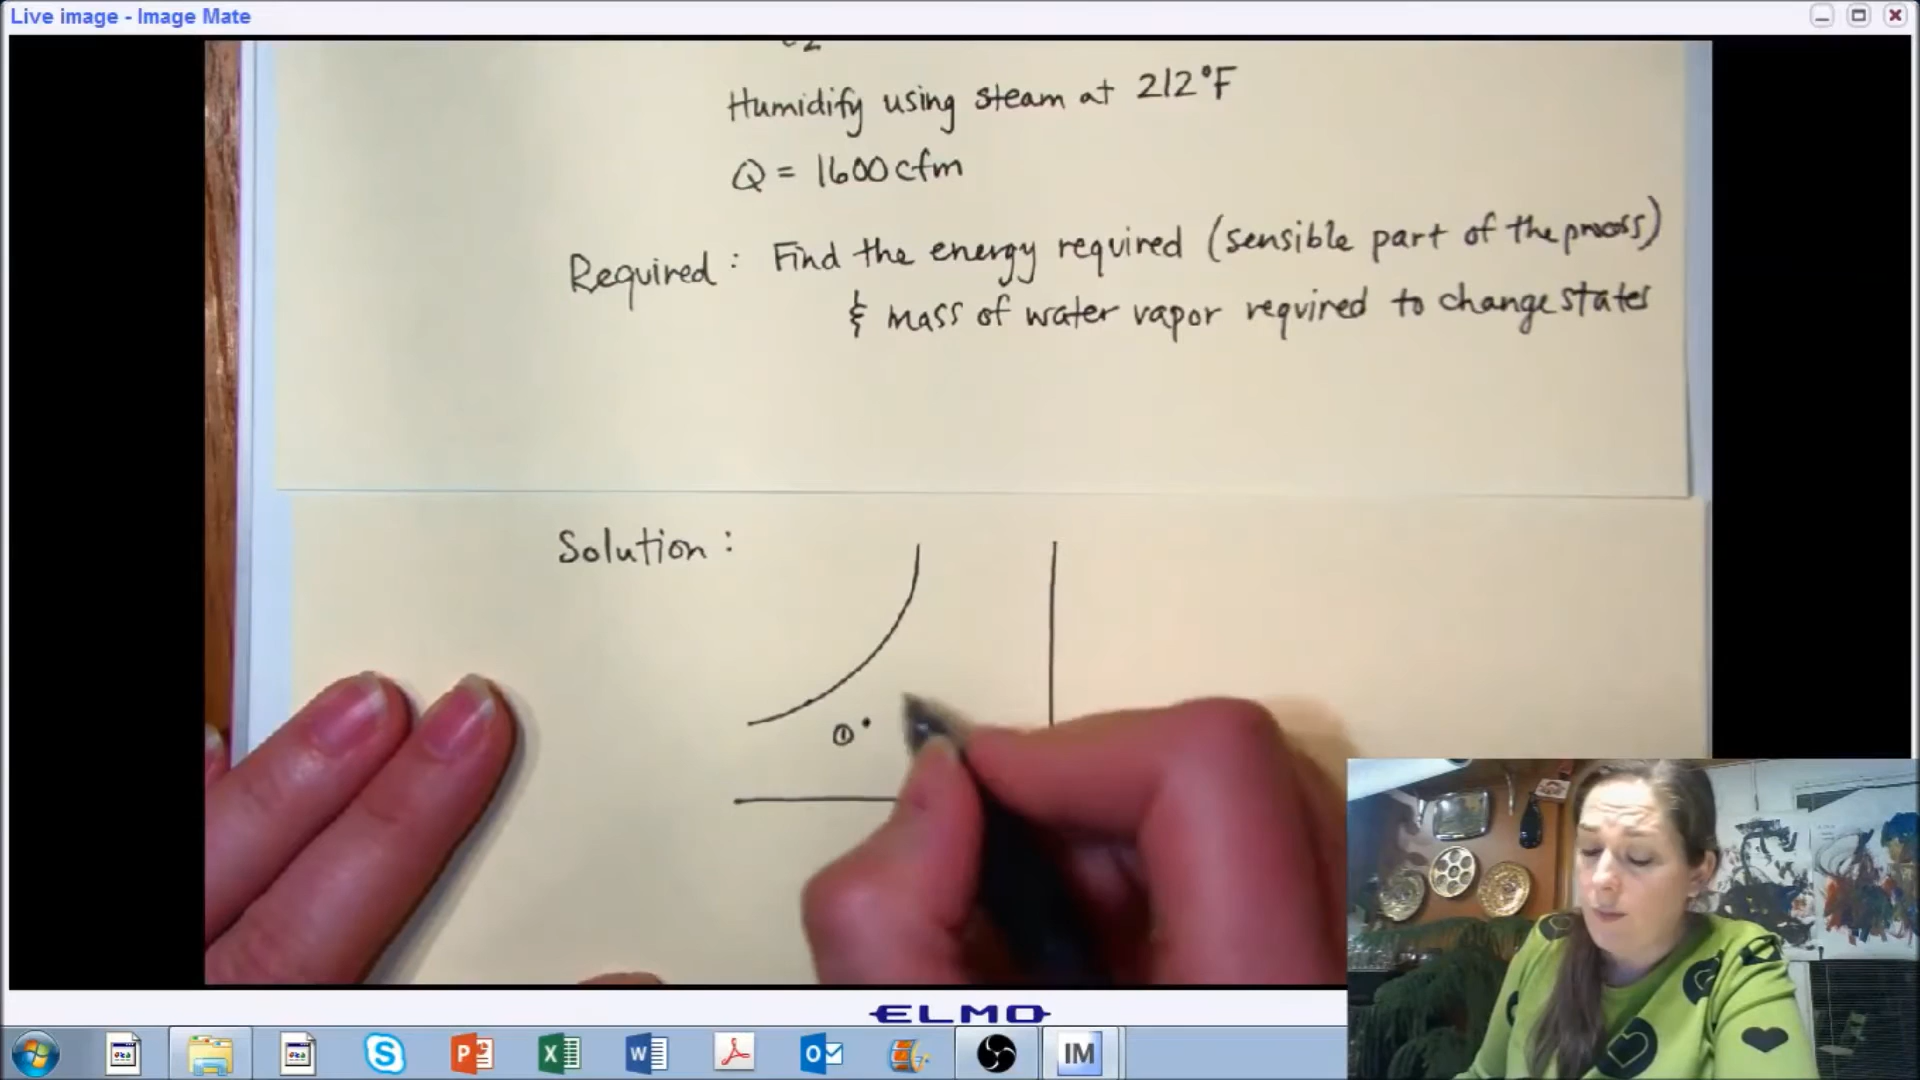 Live image - Image Mate
Humidify using steam at 212°F
Q = 1600 cfm
Required : Find the energy required (sensible part of the process)
& mass of water vapor required to change states
Solution :
①
ELMO
IM